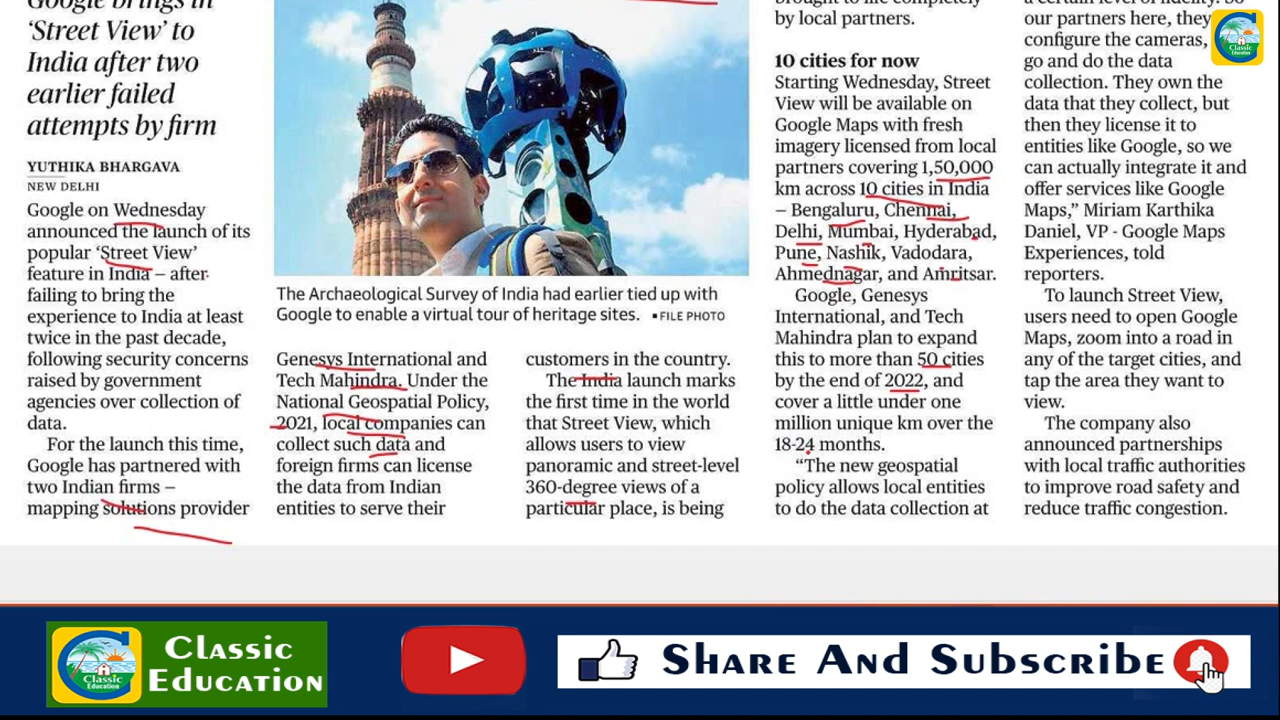 Google brings in
‘Street View’ to
India after two
earlier failed
attempts by firm
YUTHIKA BHARGAVA
NEW DELHI
Google on Wednesday
announced the launch of its
popular ‘Street View’
feature in India – after
failing to bring the
experience to India at least
twice in the past decade,
following security concerns
raised by government
agencies over collection of
data.
For the launch this time,
Google has partnered with
two Indian firms –
mapping solutions provider
The Archaeological Survey of India had earlier tied up with
Google to enable a virtual tour of heritage sites. ▪FILE PHOTO
Genesys International and
Tech Mahindra. Under the
National Geospatial Policy,
2021, local companies can
collect such data and
foreign firms can license
the data from Indian
entities to serve their
customers in the country.
The India launch marks
the first time in the world
that Street View, which
allows users to view
panoramic and street-level
360-degree views of a
particular place, is being
brought to life completely
by local partners.
10 cities for now
Starting Wednesday, Street
View will be available on
Google Maps with fresh
imagery licensed from local
partners covering 1,50,000
km across 10 cities in India
– Bengaluru, Chennai,
Delhi, Mumbai, Hyderabad,
Pune, Nashik, Vadodara,
Ahmednagar, and Amritsar.
Google, Genesys
International, and Tech
Mahindra plan to expand
this to more than 50 cities
by the end of 2022, and
cover a little under one
million unique km over the
18-24 months.
“The new geospatial
policy allows local entities
to do the data collection at
a certain level of fidelity. So
our partners here, they
configure the cameras,
go and do the data
collection. They own the
data that they collect, but
then they license it to
entities like Google, so we
can actually integrate it and
offer services like Google
Maps,” Miriam Karthika
Daniel, VP - Google Maps
Experiences, told
reporters.
To launch Street View,
users need to open Google
Maps, zoom into a road in
any of the target cities, and
tap the area they want to
view.
The company also
announced partnerships
with local traffic authorities
to improve road safety and
reduce traffic congestion.
Classic
Education
Classic
Education
Classic
Education
Share And Subscribe